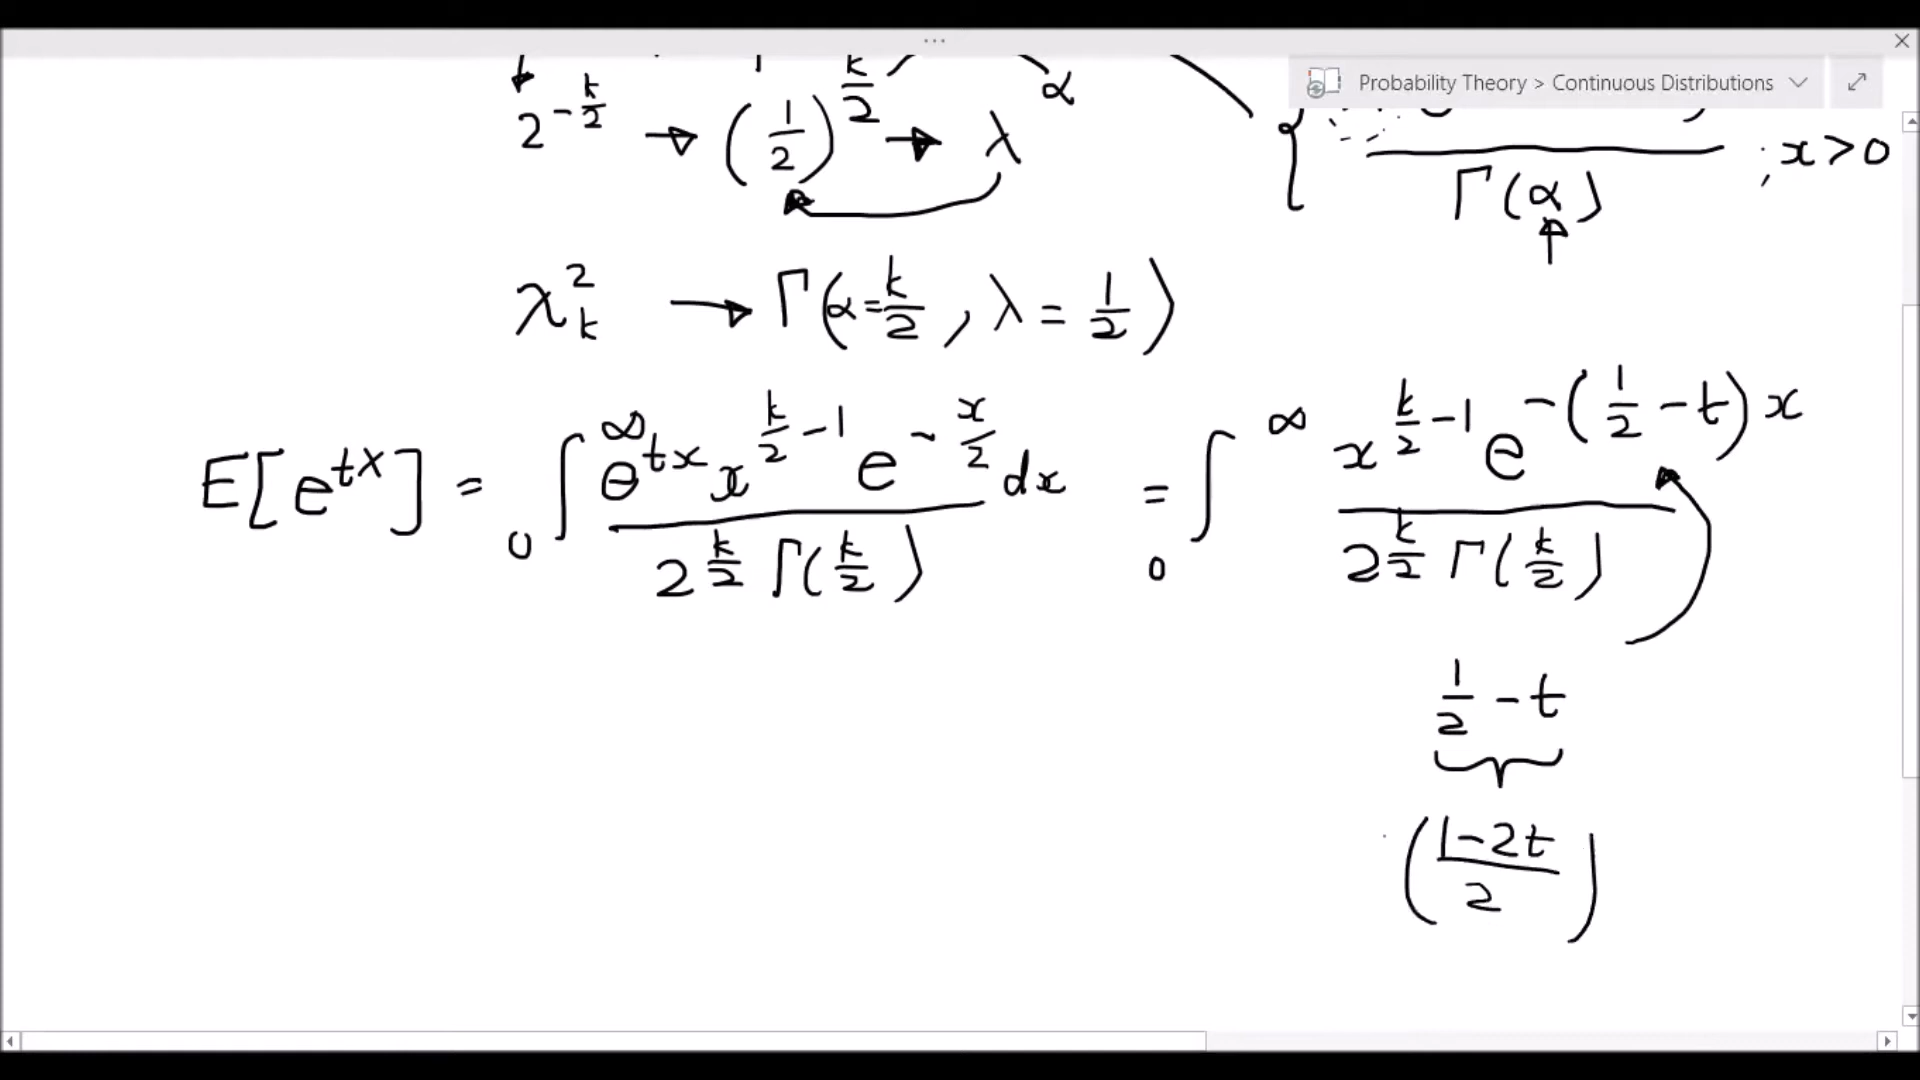 Probability Theory > Continuous Distributions
2^{-k/2} → (1/2)^{k/2} → λ^α
Γ(α) ; x > 0
χ²_k → Γ(α = k/2 , λ = 1/2)
E[e^{tX}] = ∫_0^∞ e^{tx} x^{k/2 - 1} e^{-x/2} / 2^{k/2} Γ(k/2) dx = ∫_0^∞ x^{k/2 - 1} e^{-(1/2 - t)x} / 2^{k/2} Γ(k/2)
1/2 - t
((1-2t)/2)